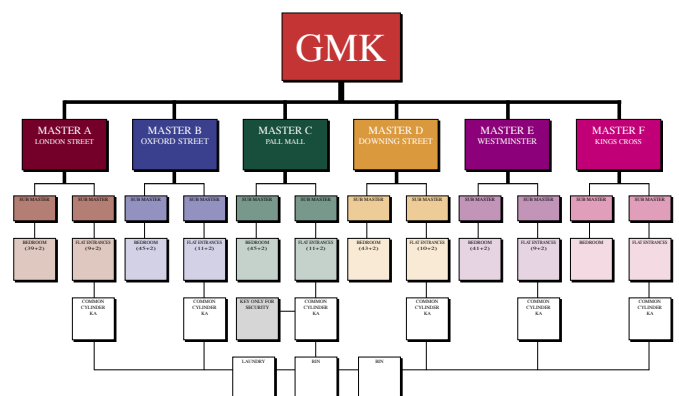 GMK
MASTER A
LONDON STREET
MASTER B
OXFORD STREET
MASTER C
PALL MALL
MASTER D
DOWNING STREET
MASTER E
WESTMINSTER
MASTER F
KINGS CROSS
SUB MASTER
SUB MASTER
SUB MASTER
SUB MASTER
SUB MASTER
SUB MASTER
SUB MASTER
SUB MASTER
SUB MASTER
SUB MASTER
SUB MASTER
SUB MASTER
BEDROOM
(39+2)
FLAT ENTRANCES
(9+2)
BEDROOM
(45+2)
FLAT ENTRANCES
(11+2)
BEDROOM
(45+2)
FLAT ENTRANCES
(11+2)
BEDROOM
(43+2)
FLAT ENTRANCES
(10+2)
BEDROOM
(41+2)
FLAT ENTRANCES
(9+2)
BEDROOM
FLAT ENTRANCES
COMMON
CYLINDER
KA
COMMON
CYLINDER
KA
KEY ONLY FOR
SECURITY
COMMON
CYLINDER
KA
COMMON
CYLINDER
KA
COMMON
CYLINDER
KA
COMMON
CYLINDER
KA
LAUNDRY
BIN
BIN